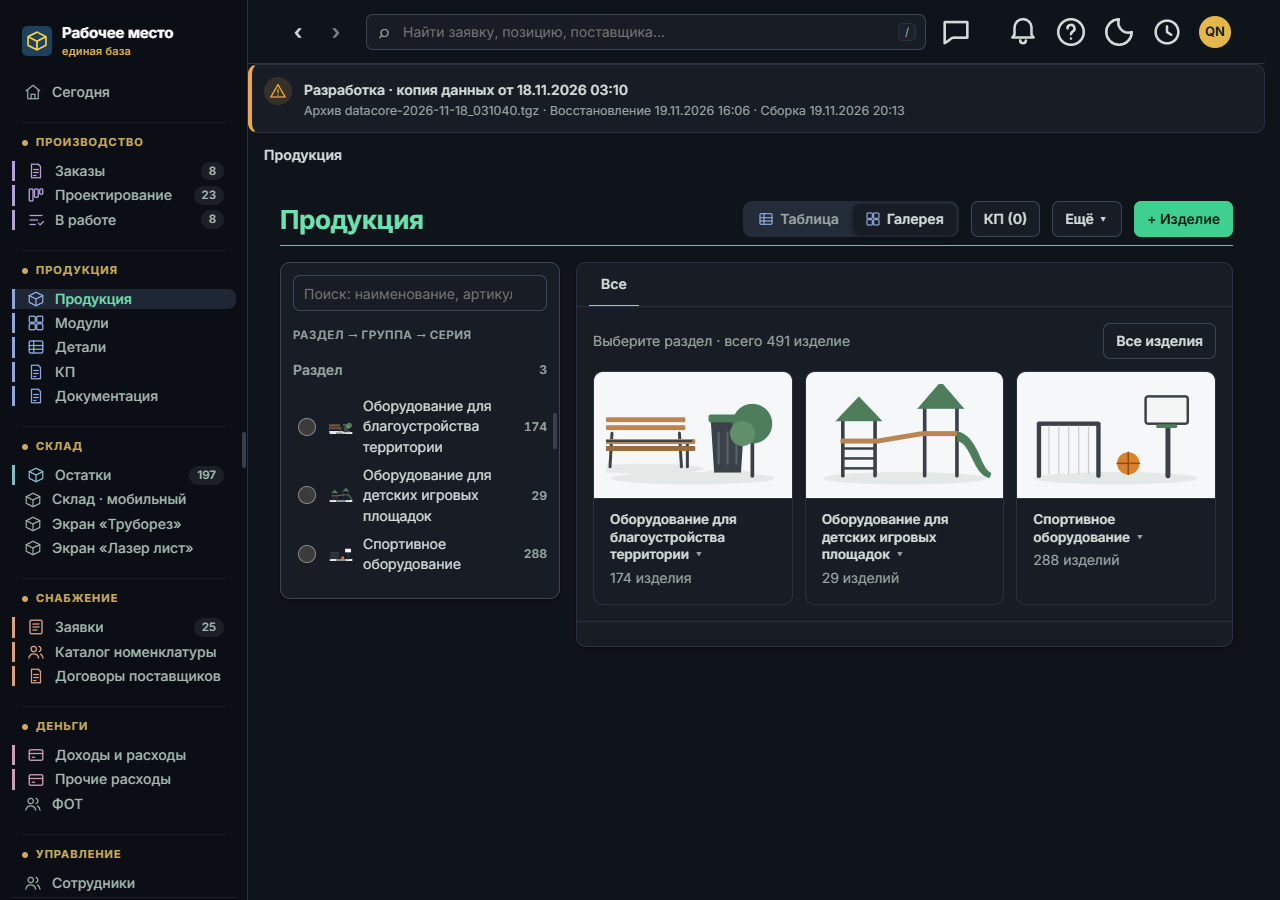 Рабочее место
единая база
Найти заявку, позицию, поставщика...
/
QN
Разработка · копия данных от 18.11.2026 03:10
Архив datacore-2026-11-18_031040.tgz · Восстановление 19.11.2026 16:06 · Сборка 19.11.2026 20:13
Сегодня
ПРОИЗВОДСТВО
Заказы 8
Проектирование 23
В работе 8
ПРОДУКЦИЯ
Продукция
Модули
Детали
КП
Документация
СКЛАД
Остатки 197
Склад · мобильный
Экран «Труборез»
Экран «Лазер лист»
СНАБЖЕНИЕ
Заявки 25
Каталог номенклатуры
Договоры поставщиков
ДЕНЬГИ
Доходы и расходы
Прочие расходы
ФОТ
УПРАВЛЕНИЕ
Сотрудники
Продукция
Продукция
Таблица Галерея КП (0) Ещё + Изделие
Поиск: наименование, артику
РАЗДЕЛ → ГРУППА → СЕРИЯ
Раздел 3
Оборудование для
благоустройства 174
территории
Оборудование для
детских игровых 29
площадок
Спортивное
оборудование 288
Все
Выберите раздел · всего 491 изделие Все изделия
Оборудование для
благоустройства
территории
174 изделия
Оборудование для
детских игровых
площадок
29 изделий
Спортивное
оборудование
288 изделий